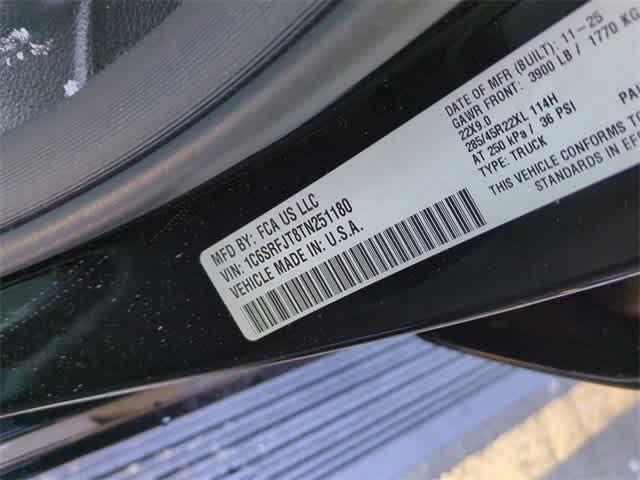 MFD BY: FCA US LLC
VIN: 1C6SRFJT8TN251180
VEHICLE MADE IN: U.S.A.
DATE OF MFR (BUILT): 11-25
GAWR FRONT: 3900 LB / 1770 KG
22X9.0
285/45R22XL 114H
AT 250 kPa / 36 PSI
TYPE: TRUCK
THIS VEHICLE CONFORMS TO
STANDARDS IN EF
PAI